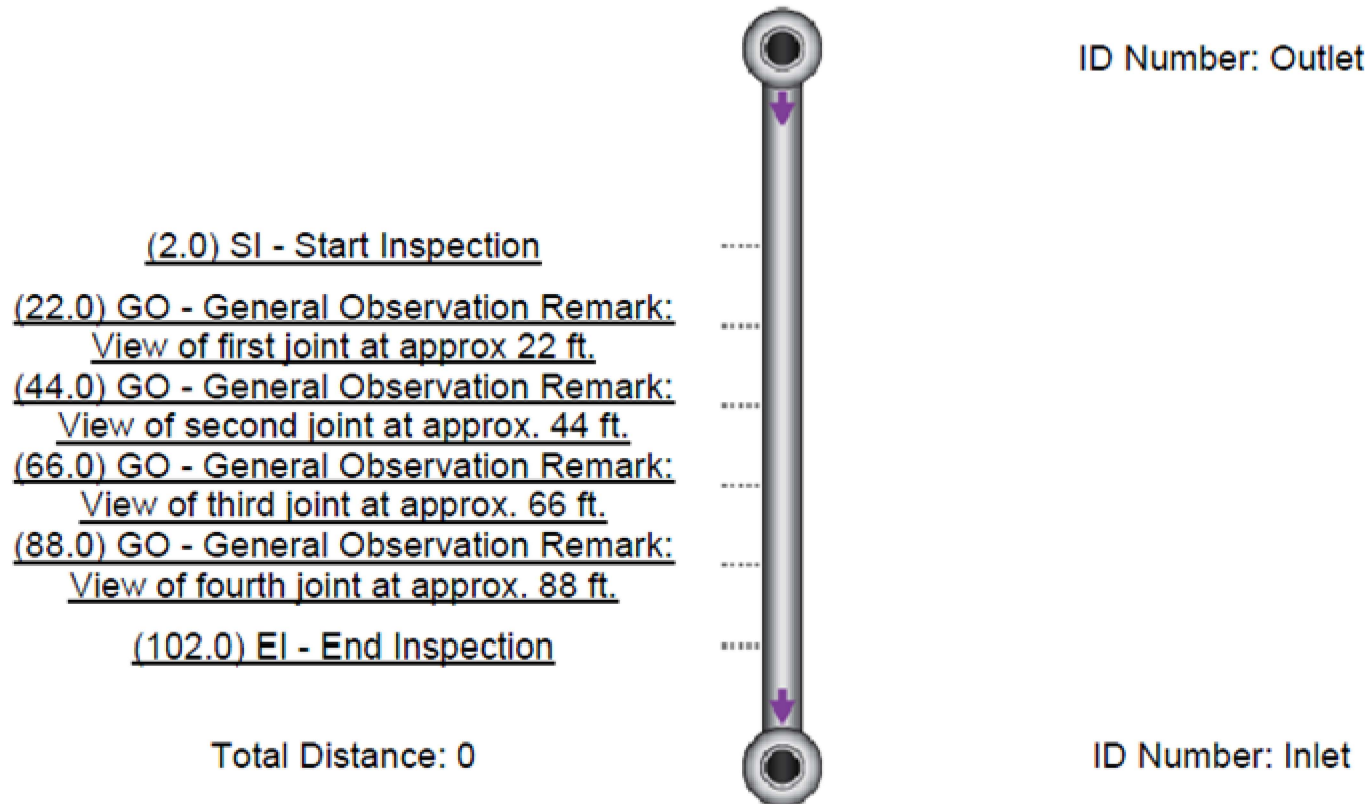 ID Number: Outlet
(2.0) SI - Start Inspection
(22.0) GO - General Observation Remark:
View of first joint at approx 22 ft.
(44.0) GO - General Observation Remark:
View of second joint at approx. 44 ft.
(66.0) GO - General Observation Remark:
View of third joint at approx. 66 ft.
(88.0) GO - General Observation Remark:
View of fourth joint at approx. 88 ft.
(102.0) EI - End Inspection
Total Distance: 0
ID Number: Inlet